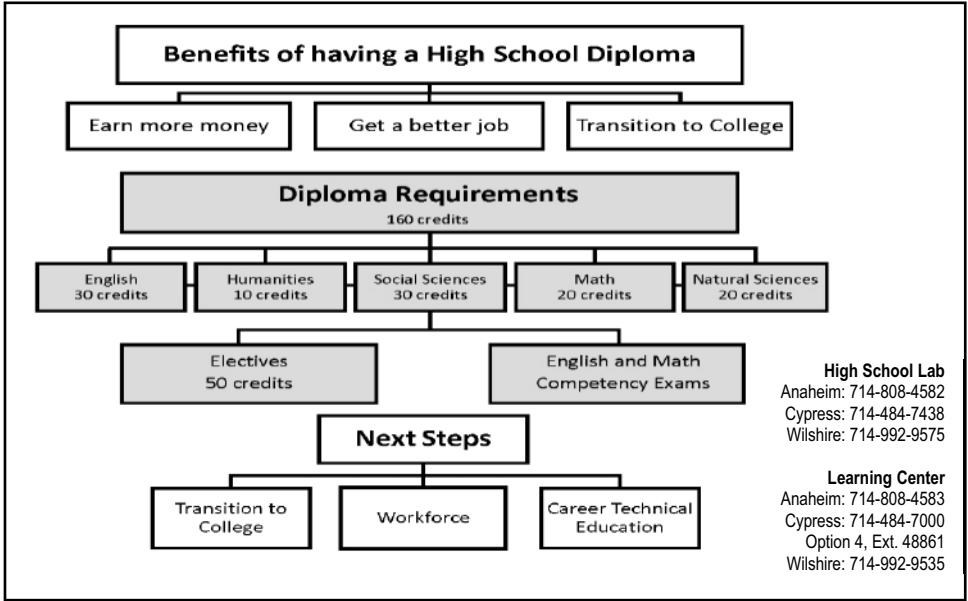 Benefits of having a High School Diploma
Earn more money
Get a better job
Transition to College
Diploma Requirements
160 credits
English
30 credits
Humanities
10 credits
Social Sciences
30 credits
Math
20 credits
Natural Sciences
20 credits
Electives
50 credits
English and Math
Competency Exams
Next Steps
Transition to
College
Workforce
Career Technical
Education
High School Lab
Anaheim: 714-808-4582
Cypress: 714-484-7438
Wilshire: 714-992-9575
Learning Center
Anaheim: 714-808-4583
Cypress: 714-484-7000
Option 4, Ext. 48861
Wilshire: 714-992-9535